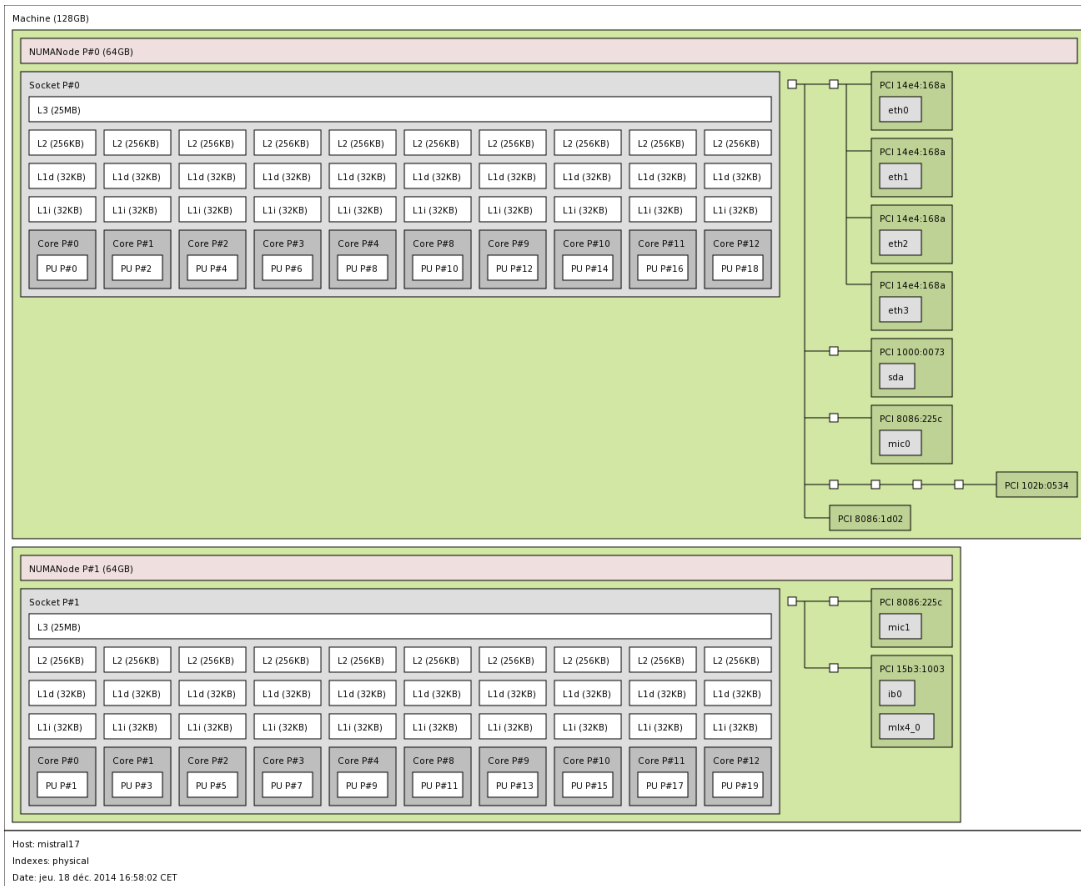 Machine (128GB)
NUMANode P#0 (64GB)
Socket P#0
L3 (25MB)
L2 (256KB) L2 (256KB) L2 (256KB) L2 (256KB) L2 (256KB) L2 (256KB) L2 (256KB) L2 (256KB) L2 (256KB) L2 (256KB)
L1d (32KB) L1d (32KB) L1d (32KB) L1d (32KB) L1d (32KB) L1d (32KB) L1d (32KB) L1d (32KB) L1d (32KB) L1d (32KB)
L1i (32KB) L1i (32KB) L1i (32KB) L1i (32KB) L1i (32KB) L1i (32KB) L1i (32KB) L1i (32KB) L1i (32KB) L1i (32KB)
Core P#0 Core P#1 Core P#2 Core P#3 Core P#4 Core P#8 Core P#9 Core P#10 Core P#11 Core P#12
PU P#0 PU P#2 PU P#4 PU P#6 PU P#8 PU P#10 PU P#12 PU P#14 PU P#16 PU P#18
PCI 14e4:168a
eth0
PCI 14e4:168a
eth1
PCI 14e4:168a
eth2
PCI 14e4:168a
eth3
PCI 1000:0073
sda
PCI 8086:225c
mic0
PCI 102b:0534
PCI 8086:1d02
NUMANode P#1 (64GB)
Socket P#1
L3 (25MB)
L2 (256KB) L2 (256KB) L2 (256KB) L2 (256KB) L2 (256KB) L2 (256KB) L2 (256KB) L2 (256KB) L2 (256KB) L2 (256KB)
L1d (32KB) L1d (32KB) L1d (32KB) L1d (32KB) L1d (32KB) L1d (32KB) L1d (32KB) L1d (32KB) L1d (32KB) L1d (32KB)
L1i (32KB) L1i (32KB) L1i (32KB) L1i (32KB) L1i (32KB) L1i (32KB) L1i (32KB) L1i (32KB) L1i (32KB) L1i (32KB)
Core P#0 Core P#1 Core P#2 Core P#3 Core P#4 Core P#8 Core P#9 Core P#10 Core P#11 Core P#12
PU P#1 PU P#3 PU P#5 PU P#7 PU P#9 PU P#11 PU P#13 PU P#15 PU P#17 PU P#19
PCI 8086:225c
mic1
PCI 15b3:1003
ib0
mlx4_0
Host: mistral17
Indexes: physical
Date: jeu. 18 déc. 2014 16:58:02 CET